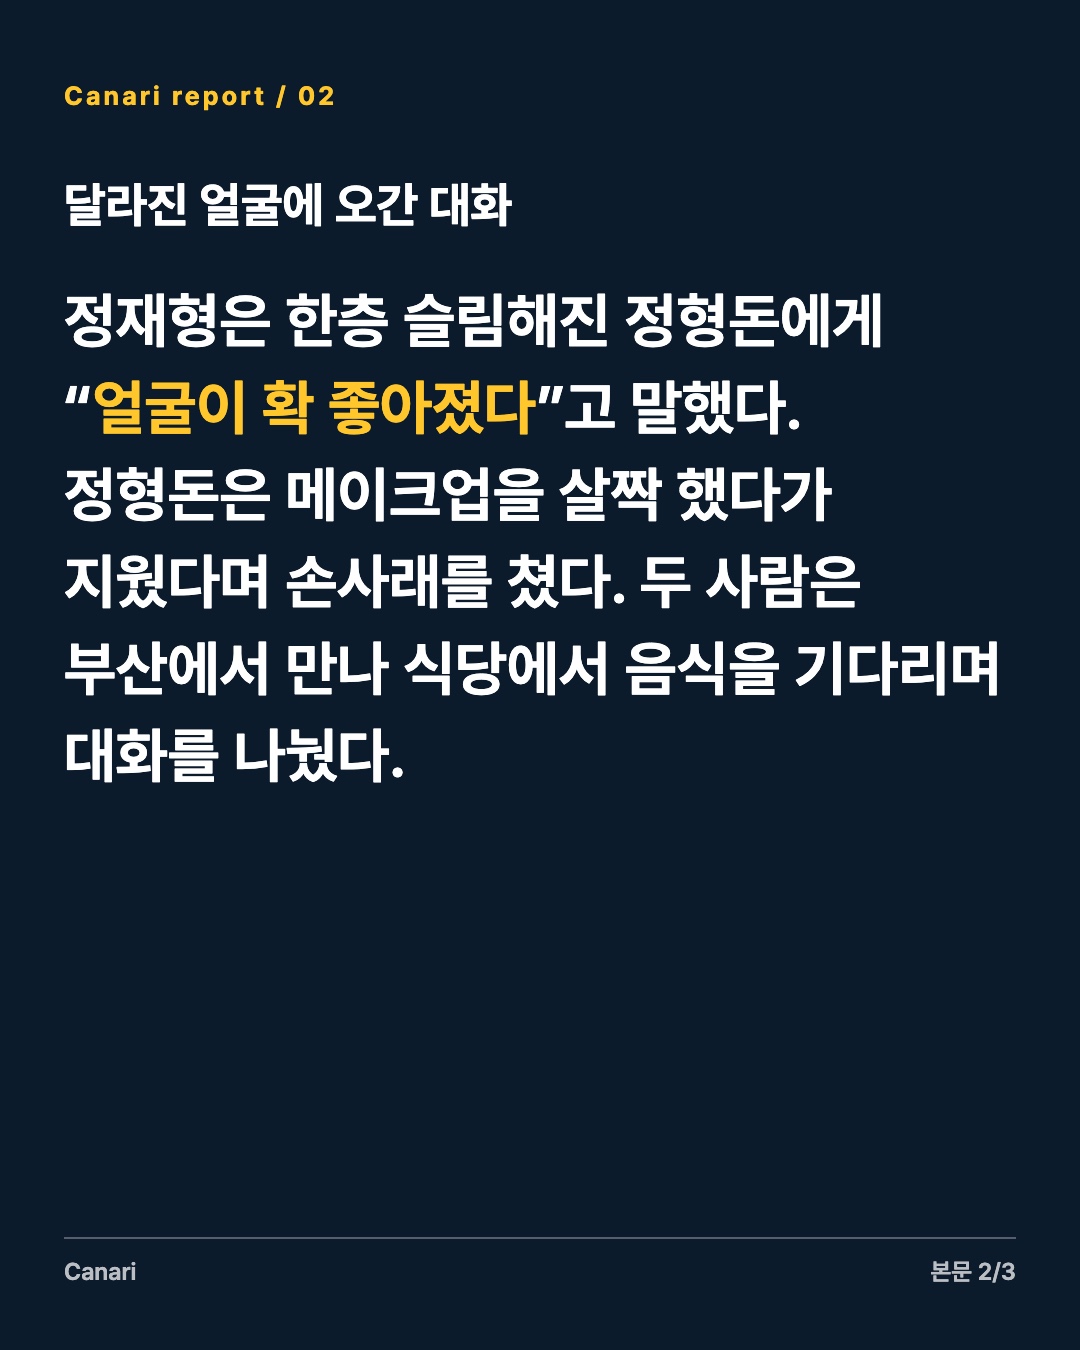 Canari report / 02
달라진 얼굴에 오간 대화
정재형은 한층 슬림해진 정형돈에게
“얼굴이 확 좋아졌다”고 말했다.
정형돈은 메이크업을 살짝 했다가
지웠다며 손사래를 쳤다. 두 사람은
부산에서 만나 식당에서 음식을 기다리며
대화를 나눴다.
Canari
본문 2/3